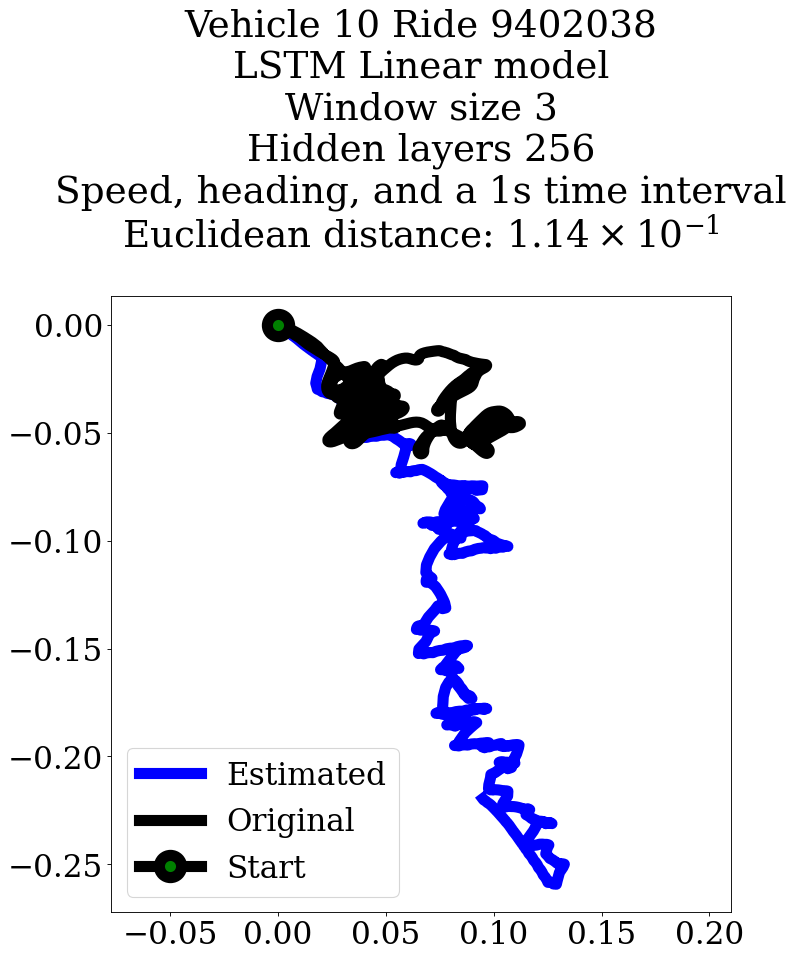 Vehicle 10 Ride 9402038
LSTM Linear model
Window size 3
Hidden layers 256
Speed, heading, and a 1s time interval
Euclidean distance: 1.14 × 10⁻¹
0.00
−0.05
−0.10
−0.15
−0.20
−0.25
Estimated
Original
Start
−0.05 0.00 0.05 0.10 0.15 0.20